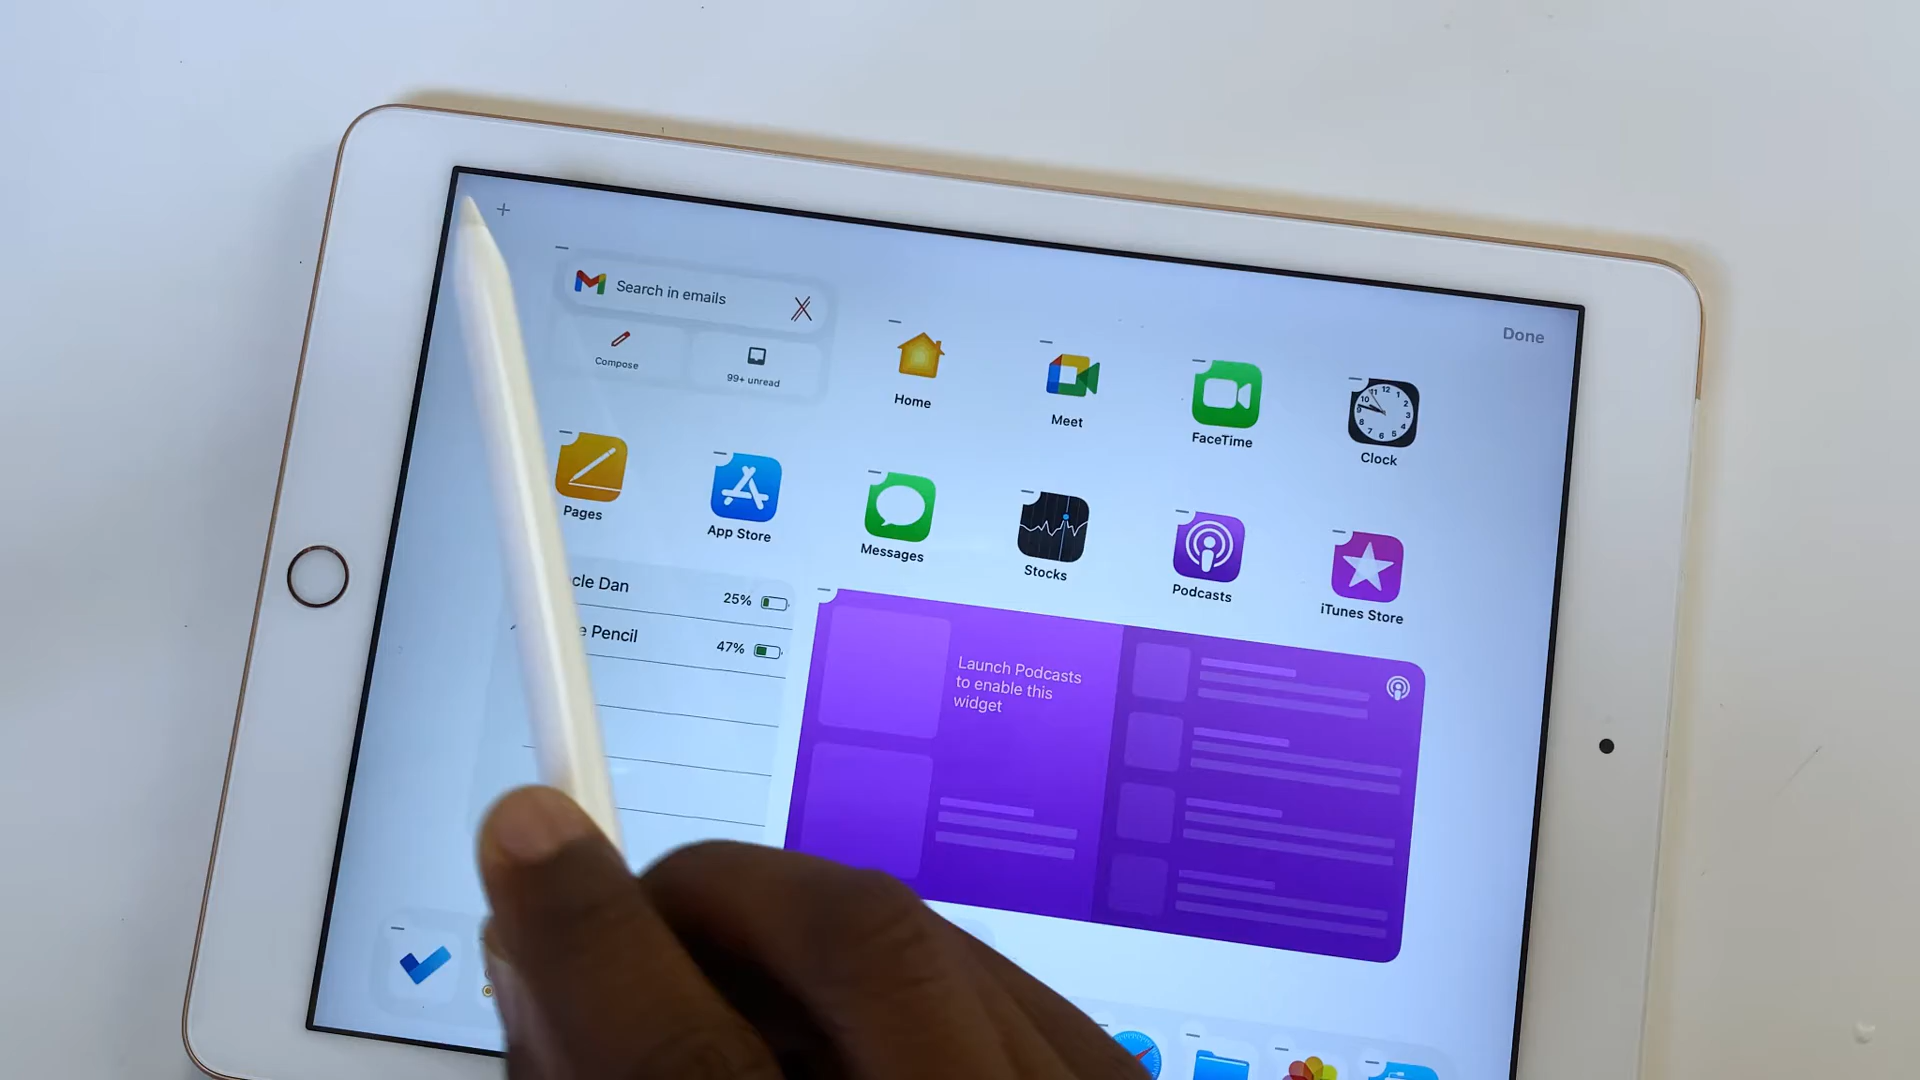 Done
Search in emails
Compose
99+ unread
Home
Meet
FaceTime
Clock
Pages
App Store
Messages
Stocks
Podcasts
iTunes Store
cle Dan
25%
Pencil
47%
Launch Podcasts
to enable this
widget